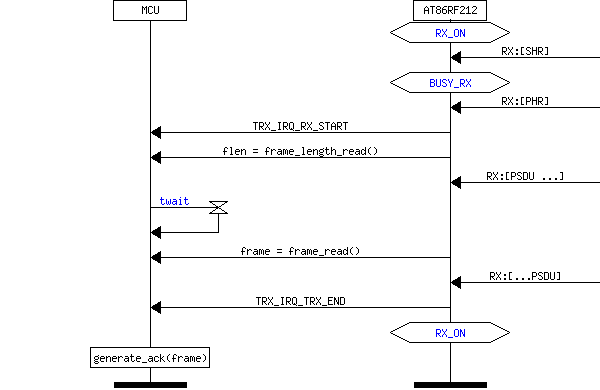 MCU
AT86RF212
RX_ON
RX:[SHR]
BUSY_RX
RX:[PHR]
TRX_IRQ_RX_START
flen = frame_length_read()
RX:[PSDU ...]
twait
frame = frame_read()
RX:[...PSDU]
TRX_IRQ_TRX_END
RX_ON
generate_ack(frame)